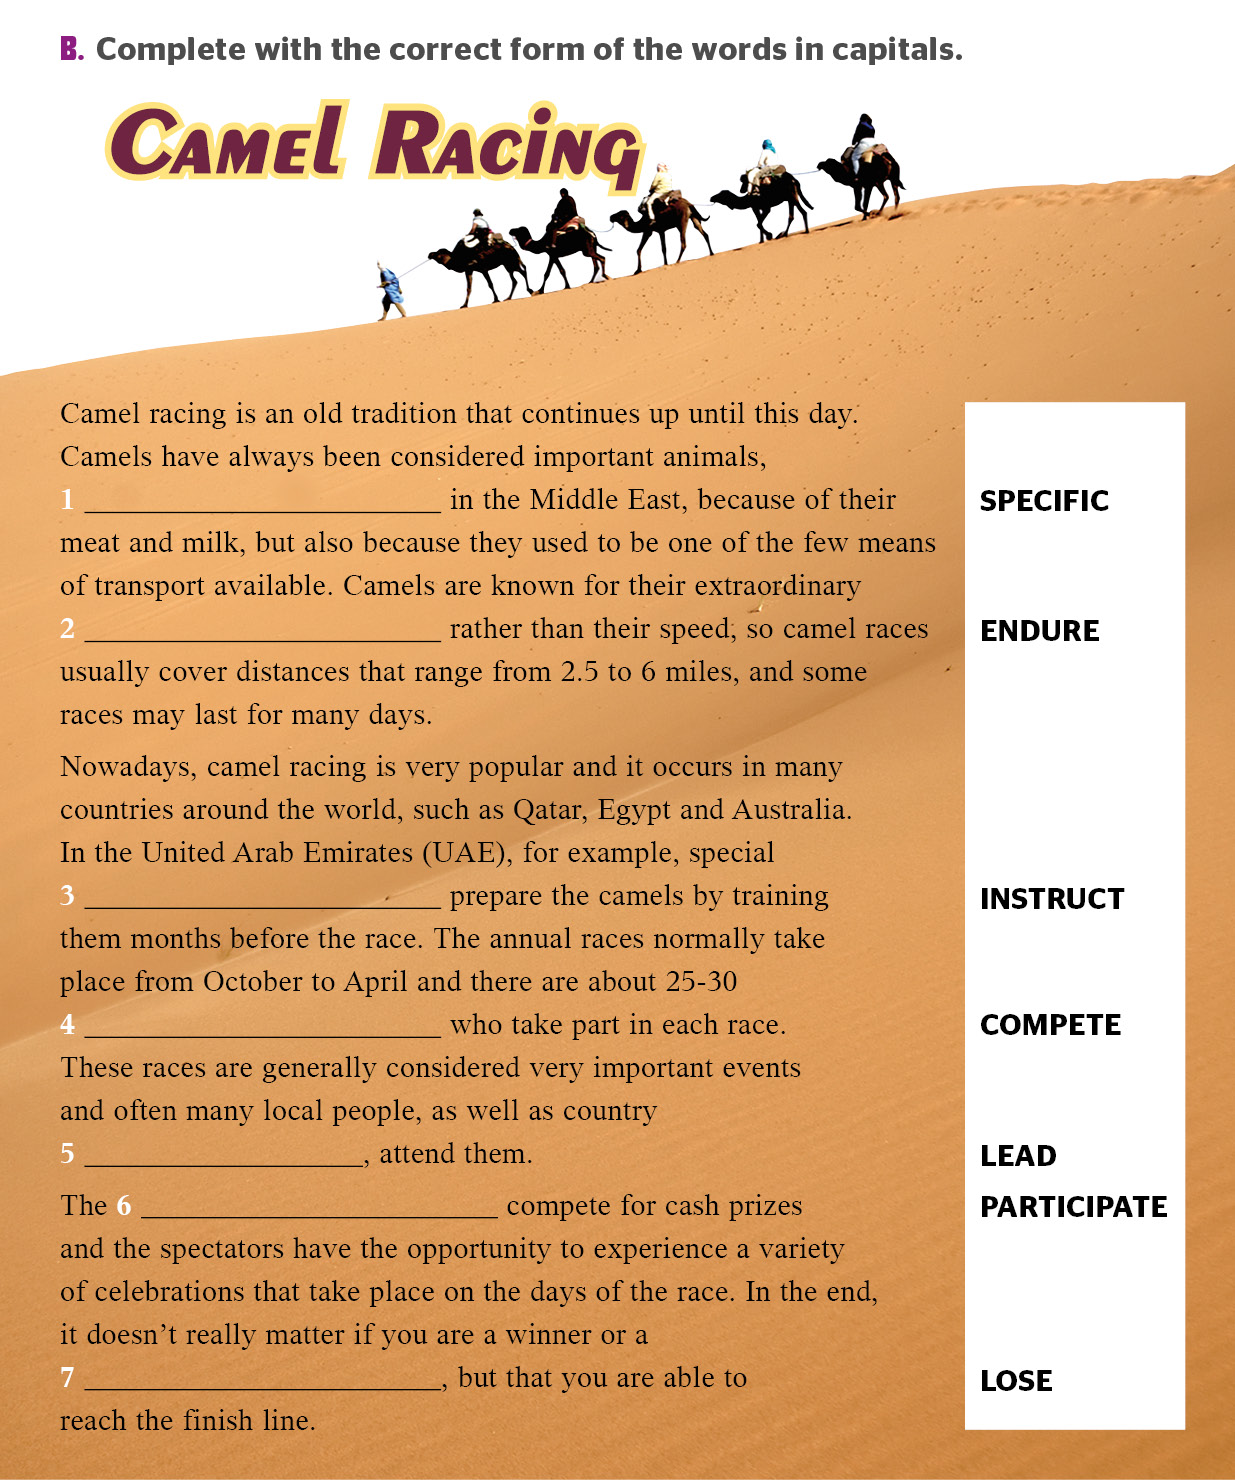 B. Complete with the correct form of the words in capitals.
Camel Racing
Camel racing is an old tradition that continues up until this day.
Camels have always been considered important animals,
1 ______________________ in the Middle East, because of their SPECIFIC
meat and milk, but also because they used to be one of the few means
of transport available. Camels are known for their extraordinary
2 ______________________ rather than their speed, so camel races ENDURE
usually cover distances that range from 2.5 to 6 miles, and some
races may last for many days.
Nowadays, camel racing is very popular and it occurs in many
countries around the world, such as Qatar, Egypt and Australia.
In the United Arab Emirates (UAE), for example, special
3 ______________________ prepare the camels by training INSTRUCT
them months before the race. The annual races normally take
place from October to April and there are about 25-30
4 ______________________ who take part in each race. COMPETE
These races are generally considered very important events
and often many local people, as well as country
5 _________________, attend them. LEAD
The 6 ______________________ compete for cash prizes PARTICIPATE
and the spectators have the opportunity to experience a variety
of celebrations that take place on the days of the race. In the end,
it doesn't really matter if you are a winner or a
7 ______________________, but that you are able to LOSE
reach the finish line.